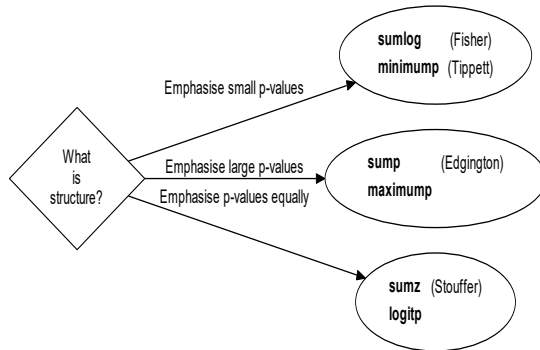 What
is
structure?
Emphasise small p-values
Emphasise large p-values
Emphasise p-values equally
sumlog (Fisher)
minimump (Tippett)
sump (Edgington)
maximump
sumz (Stouffer)
logitp